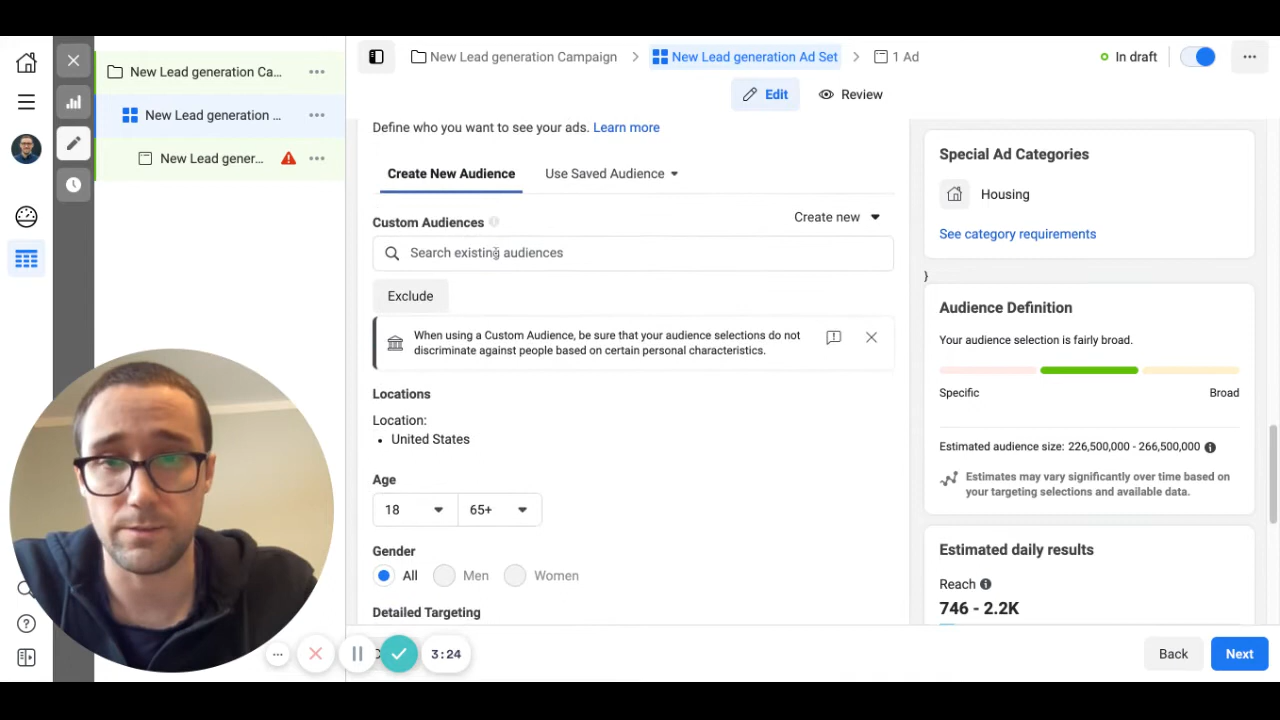 New Lead generation Ca...
New Lead generation Campaign
New Lead generation Ad Set
1 Ad
In draft
New Lead generation ...
New Lead gener...
Edit
Review
Define who you want to see your ads. Learn more
Create New Audience
Use Saved Audience
Custom Audiences
Create new
Search existing audiences
Exclude
When using a Custom Audience, be sure that your audience selections do not
discriminate against people based on certain personal characteristics.
Locations
Location:
• United States
Age
18
65+
Gender
All
Men
Women
Detailed Targeting
Special Ad Categories
Housing
See category requirements
}
Audience Definition
Your audience selection is fairly broad.
Specific
Broad
Estimated audience size: 226,500,000 - 266,500,000
Estimates may vary significantly over time based on
your targeting selections and available data.
Estimated daily results
Reach
746 - 2.2K
3:24
Back
Next